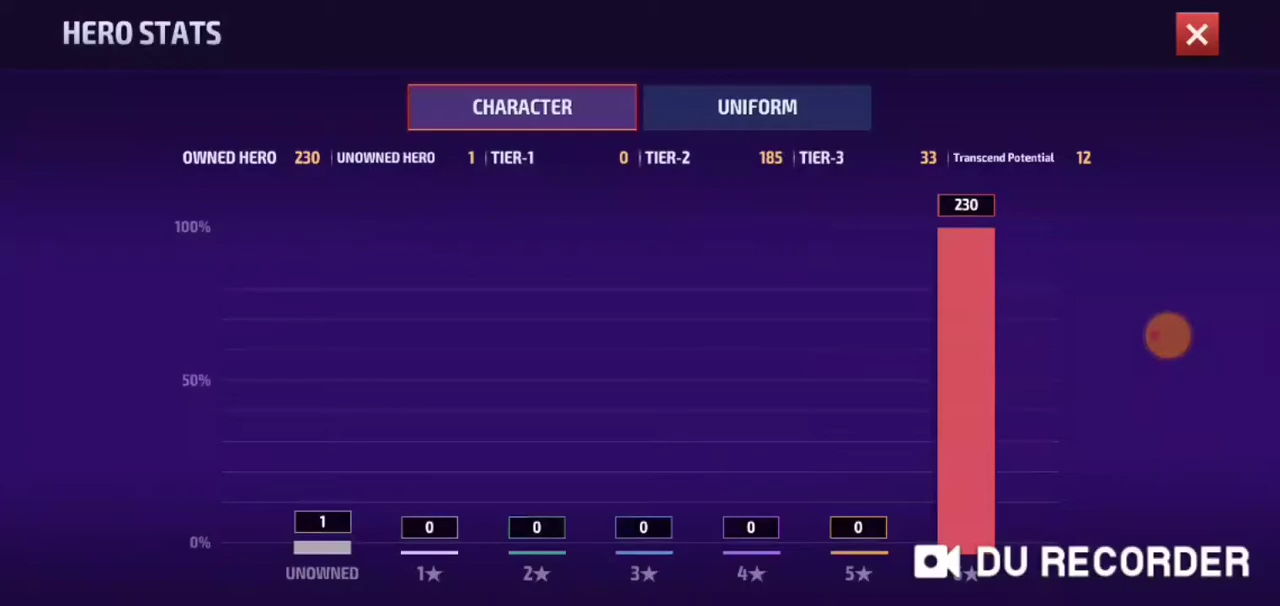 HERO STATS
CHARACTER UNIFORM
OWNED HERO 230 UNOWNED HERO 1 TIER-1 0 TIER-2 185 TIER-3 33 Transcend Potential 12
230
100%
50%
1 0 0 0 0 0
0%
UNOWNED 1★ 2★ 3★ 4★ 5★ ★
DU RECORDER